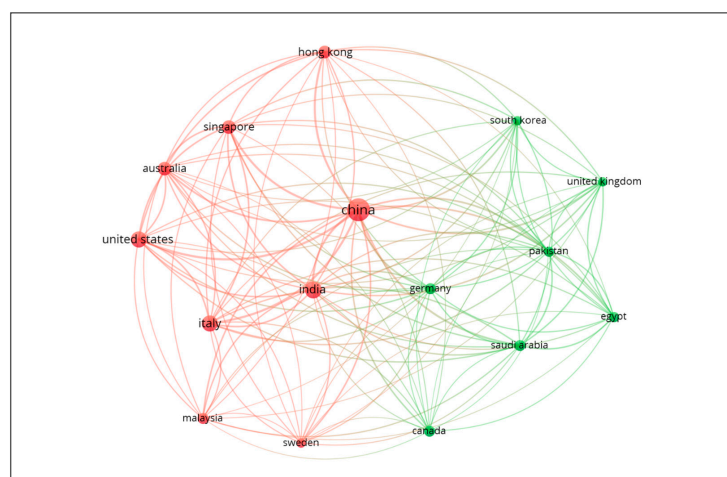 hong kong
south korea
singapore
australia
united kingdom
china
united states
pakistan
india
germany
egypt
italy
saudi arabia
malaysia
canada
sweden